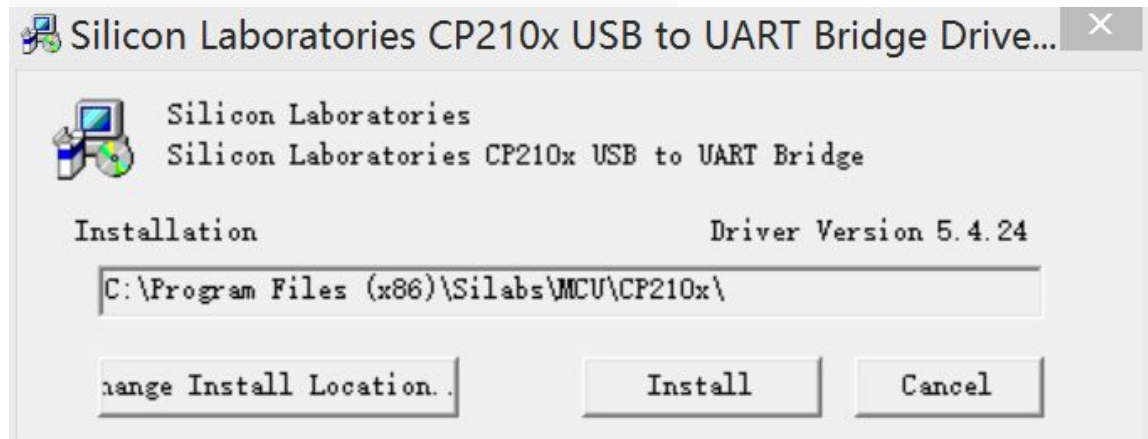 Silicon Laboratories CP210x USB to UART Bridge Drive...
Silicon Laboratories
Silicon Laboratories CP210x USB to UART Bridge
Installation
Driver Version 5.4.24
C:\Program Files (x86)\Silabs\MCU\CP210x\
hange Install Location..
Install
Cancel